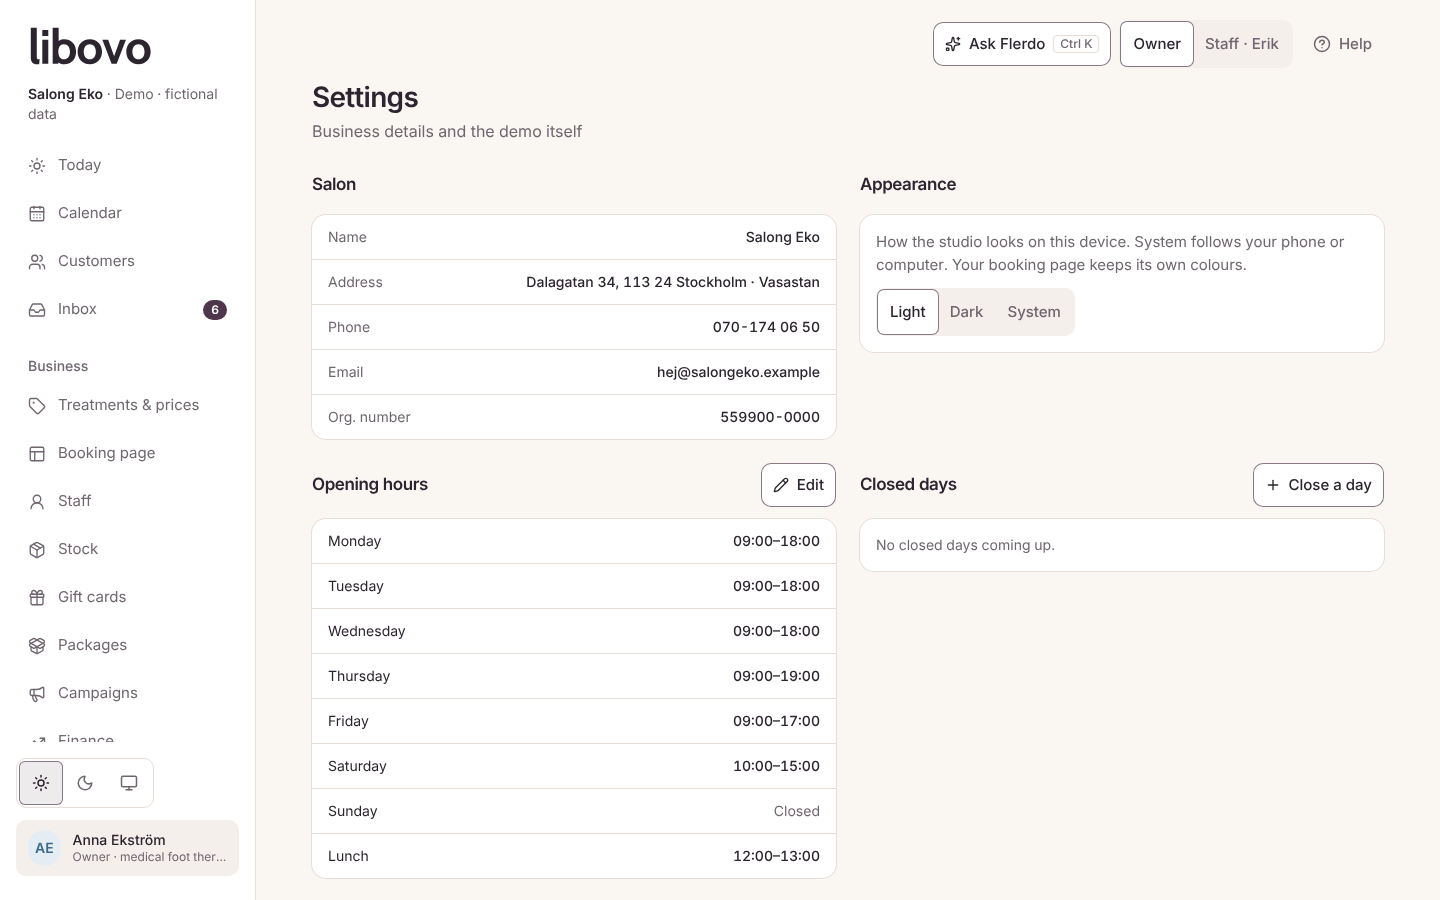 libovo
Salong Eko · Demo · fictional
data
Today
Calendar
Customers
Inbox 6
Business
Treatments & prices
Booking page
Staff
Stock
Gift cards
Packages
Campaigns
Finance
AE
Anna Ekström
Owner · medical foot ther...
Ask Flerdo Ctrl K
Owner
Staff · Erik
Help
Settings
Business details and the demo itself
Salon
Name Salong Eko
Address Dalagatan 34, 113 24 Stockholm · Vasastan
Phone 070-174 06 50
Email hej@salongeko.example
Org. number 559900-0000
Appearance
How the studio looks on this device. System follows your phone or
computer. Your booking page keeps its own colours.
Light Dark System
Opening hours Edit
Monday 09:00–18:00
Tuesday 09:00–18:00
Wednesday 09:00–18:00
Thursday 09:00–19:00
Friday 09:00–17:00
Saturday 10:00–15:00
Sunday Closed
Lunch 12:00–13:00
Closed days + Close a day
No closed days coming up.